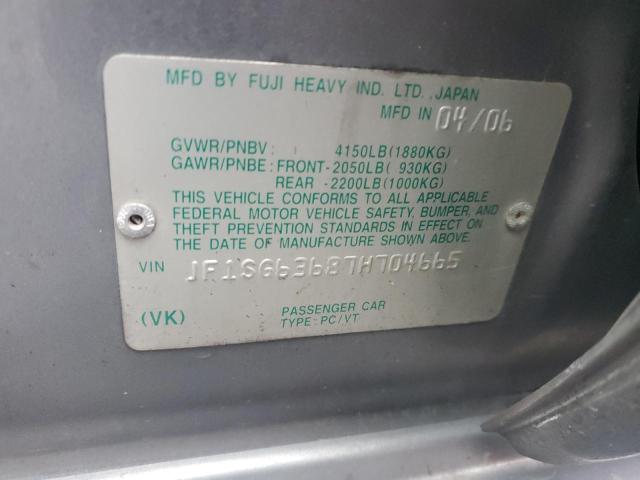 MFD BY FUJI HEAVY IND. LTD., JAPAN
MFD IN 04/06
GVWR/PNBV: 4150LB(1880KG)
GAWR/PNBE: FRONT-2050LB( 930KG)
REAR -2200LB(1000KG)
THIS VEHICLE CONFORMS TO ALL APPLICABLE
FEDERAL MOTOR VEHICLE SAFETY, BUMPER, AND
THEFT PREVENTION STANDARDS IN EFFECT ON
THE DATE OF MANUFACTURE SHOWN ABOVE.
VIN JF1SG63687H704665
(VK)
PASSENGER CAR
TYPE:PC/VT